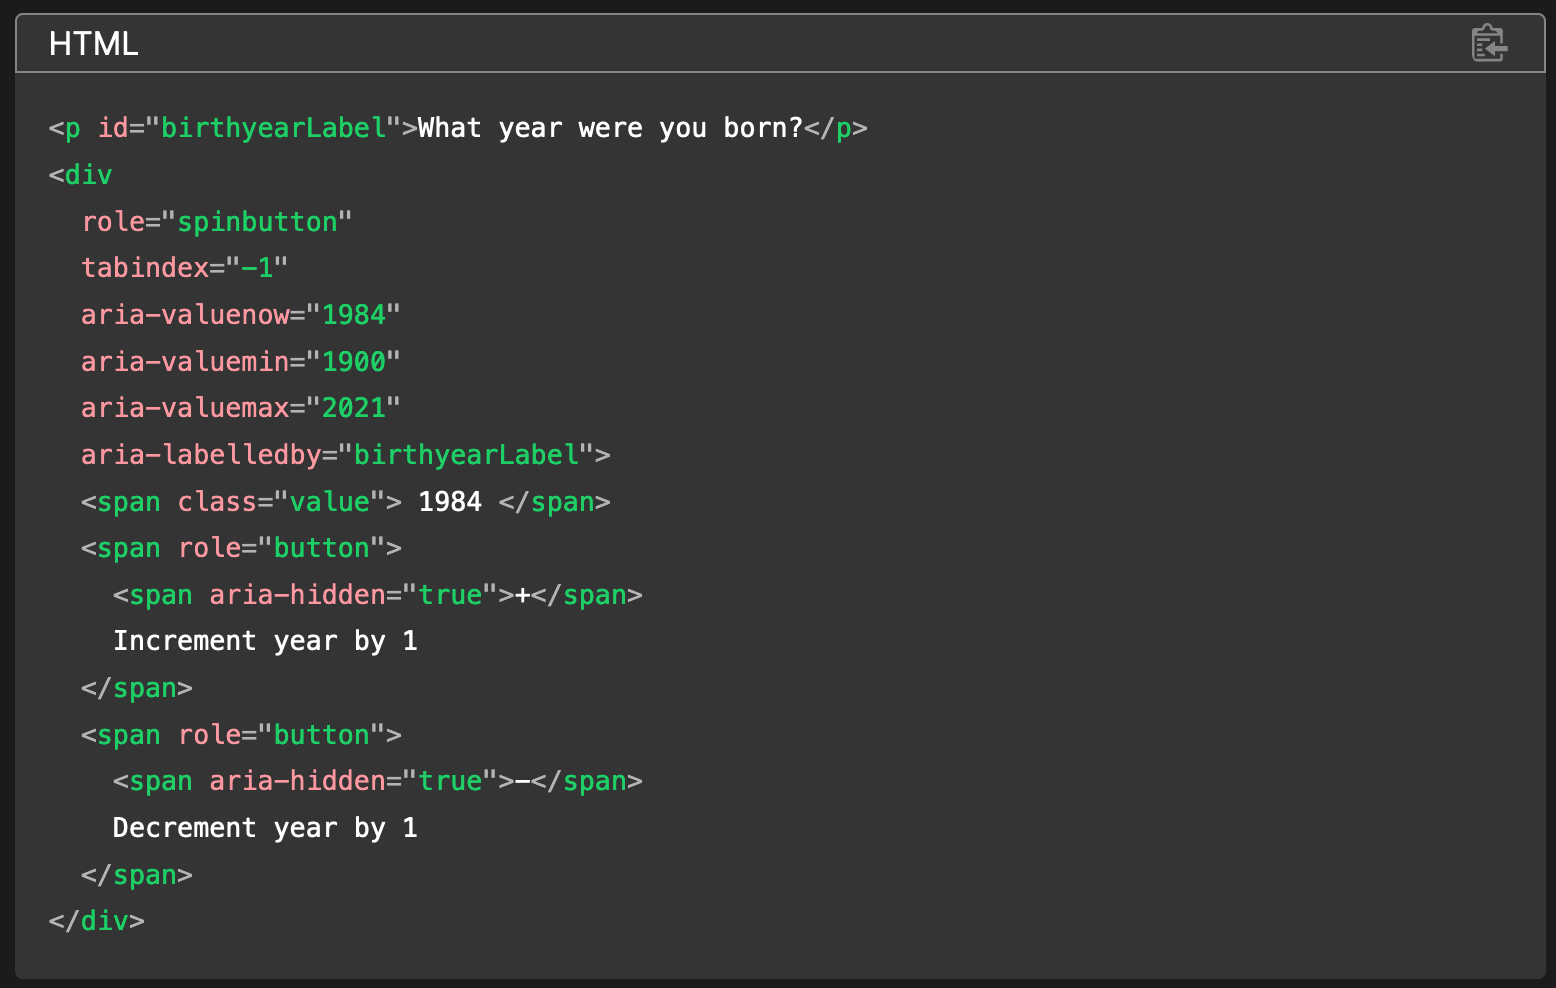 HTML
<p id="birthyearLabel">What year were you born?</p>
<div
  role="spinbutton"
  tabindex="-1"
  aria-valuenow="1984"
  aria-valuemin="1900"
  aria-valuemax="2021"
  aria-labelledby="birthyearLabel">
  <span class="value"> 1984 </span>
  <span role="button">
    <span aria-hidden="true">+</span>
    Increment year by 1
  </span>
  <span role="button">
    <span aria-hidden="true">-</span>
    Decrement year by 1
  </span>
</div>